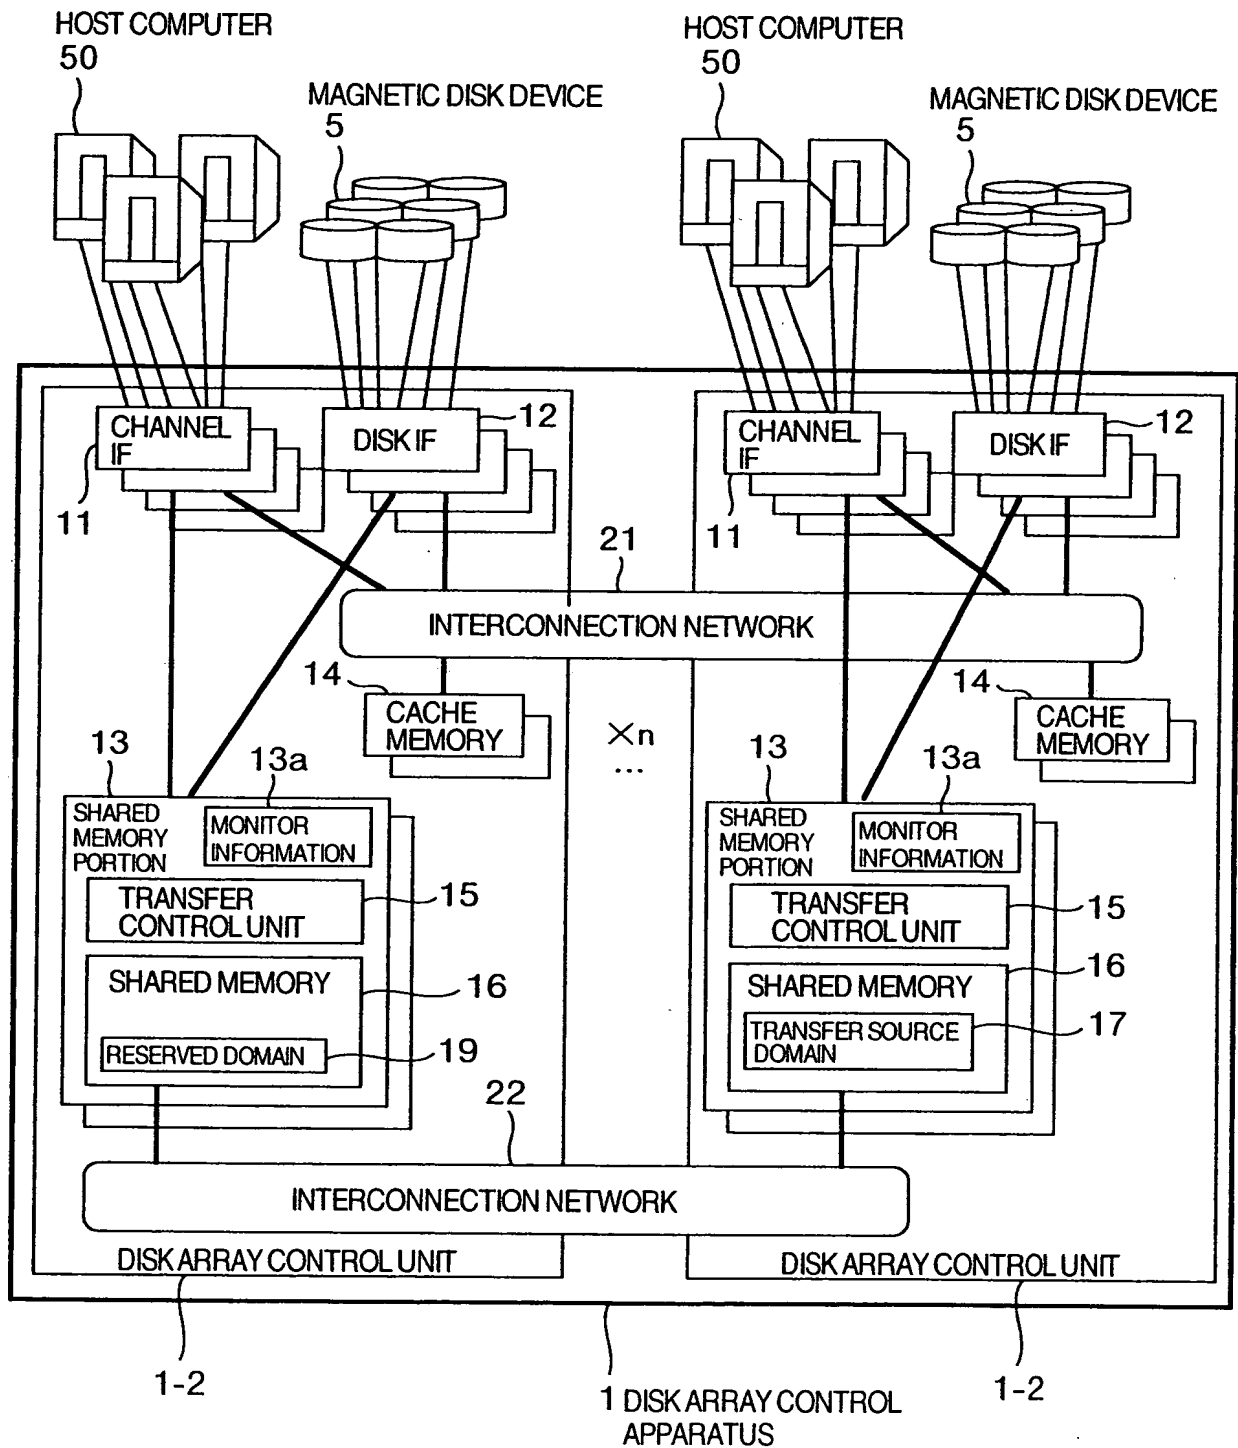 HOST COMPUTER
50
MAGNETIC DISK DEVICE
5
HOST COMPUTER
50
MAGNETIC DISK DEVICE
5
CHANNEL
IF
11
DISK IF
12
CHANNEL
IF
11
DISK IF
12
21
INTERCONNECTION NETWORK
14
CACHE
MEMORY
×n
...
14
CACHE
MEMORY
13
13a
SHARED
MEMORY
PORTION
MONITOR
INFORMATION
TRANSFER
CONTROL UNIT
15
SHARED MEMORY
16
RESERVED DOMAIN
19
13
13a
SHARED
MEMORY
PORTION
MONITOR
INFORMATION
TRANSFER
CONTROL UNIT
15
SHARED MEMORY
16
TRANSFER SOURCE
DOMAIN
17
22
INTERCONNECTION NETWORK
DISK ARRAY CONTROL UNIT
DISK ARRAY CONTROL UNIT
1-2
1 DISK ARRAY CONTROL
APPARATUS
1-2